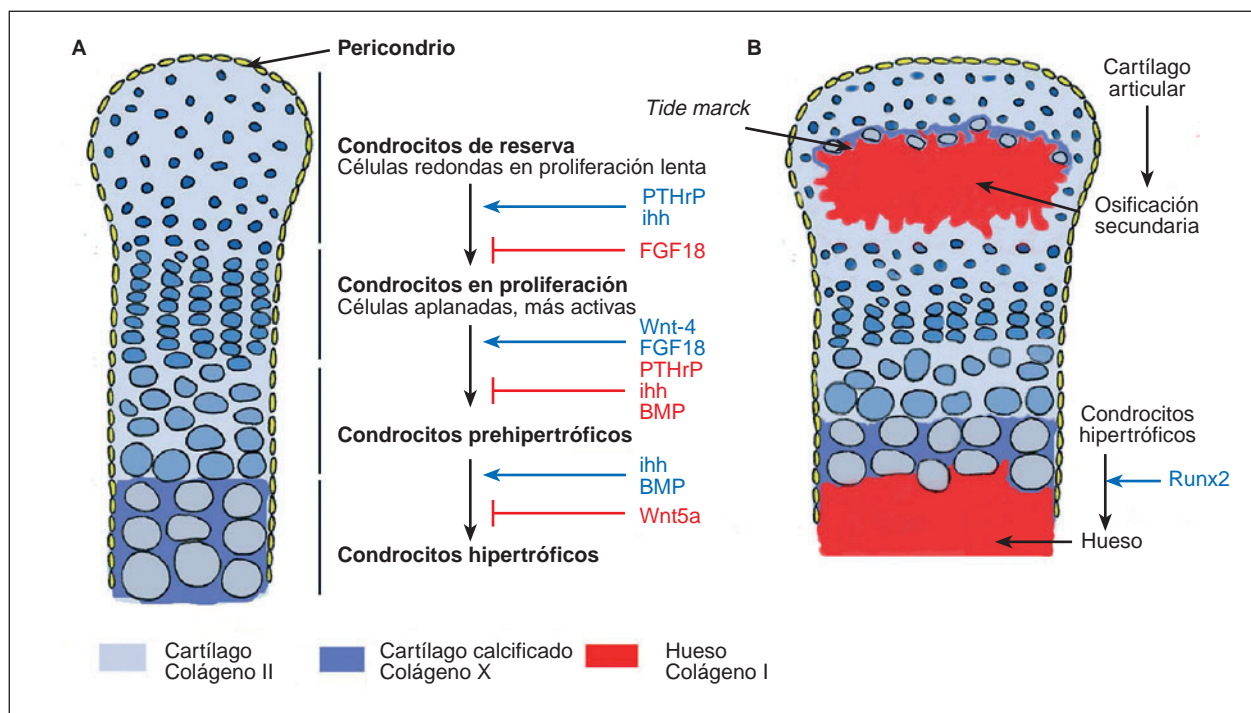 A
Pericondrio
Condrocitos de reserva
Células redondas en proliferación lenta
PTHrP
ihh
FGF18
Condrocitos en proliferación
Células aplanadas, más activas
Wnt-4
FGF18
PTHrP
ihh
BMP
Condrocitos prehipertróficos
ihh
BMP
Wnt5a
Condrocitos hipertróficos
B
Tide marck
Cartílago
articular
Osificación
secundaria
Condrocitos
hipertróficos
Runx2
Hueso
Cartílago
Colágeno II
Cartílago calcificado
Colágeno X
Hueso
Colágeno I